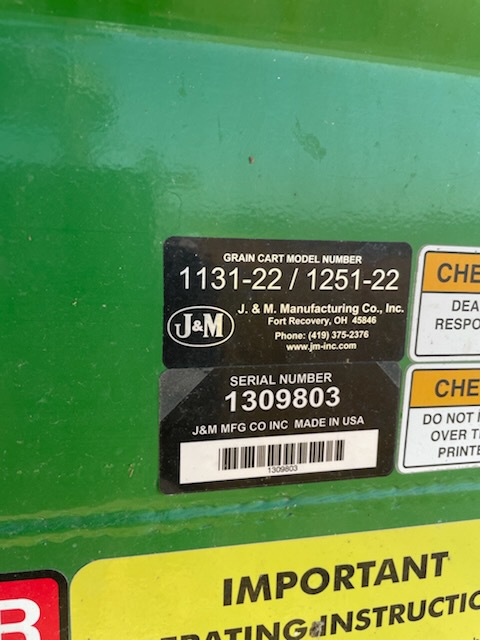 GRAIN CART MODEL NUMBER
1131-22 / 1251-22
J&M
J. & M. Manufacturing Co., Inc.
Fort Recovery, OH 45846
Phone: (419) 375-2376
www.jm-inc.com
SERIAL NUMBER
1309803
J&M MFG CO INC MADE IN USA
1309803
CHE
DEA
RESPO
CHE
DO NOT
OVER T
PRINTE
IMPORTANT
RATING INSTRUCTIO